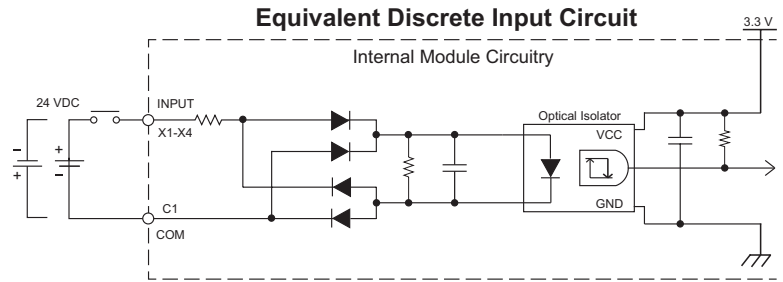 Equivalent Discrete Input Circuit
3.3 V
Internal Module Circuitry
24 VDC
INPUT
X1-X4
Optical Isolator
VCC
GND
– +
+ –
C1
COM